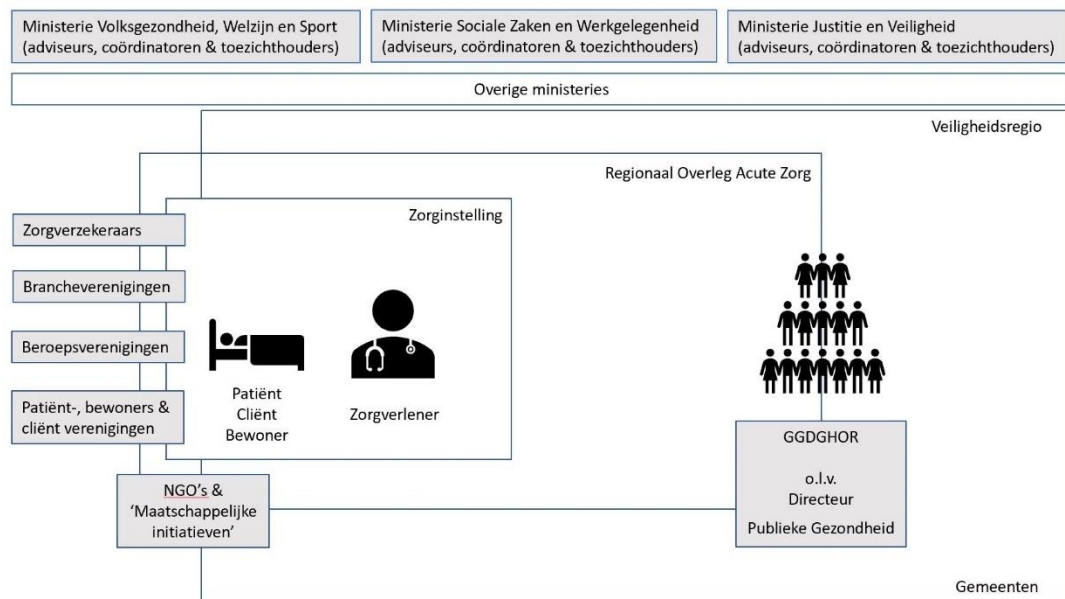 Ministerie Volksgezondheid, Welzijn en Sport
(adviseurs, coördinatoren & toezichthouders)
Ministerie Sociale Zaken en Werkgelegenheid
(adviseurs, coördinatoren & toezichthouders)
Ministerie Justitie en Veiligheid
(adviseurs, coördinatoren & toezichthouders)
Overige ministeries
Veiligheidsregio
Regionaal Overleg Acute Zorg
Zorginstelling
Zorgverzekeraars
Brancheverenigingen
Beroepsverenigingen
Patiënt-, bewoners &
cliënt verenigingen
Patiënt
Cliënt
Bewoner
Zorgverlener
GGDGHOR
o.l.v.
Directeur
Publieke Gezondheid
NGO's &
'Maatschappelijke
initiatieven'
Gemeenten